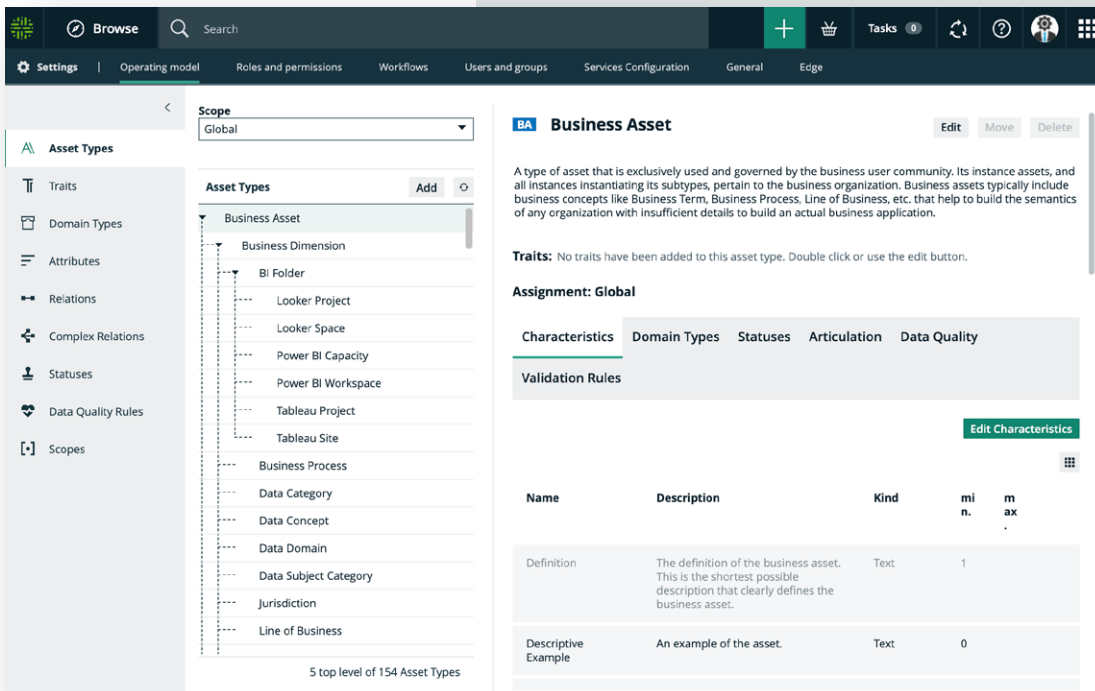 Browse
Search
Tasks 0
Settings | Operating model Roles and permissions Workflows Users and groups Services Configuration General Edge
Asset Types
Traits
Domain Types
Attributes
Relations
Complex Relations
Statuses
Data Quality Rules
Scopes
Scope
Global
Asset Types Add
Business Asset
Business Dimension
BI Folder
Looker Project
Looker Space
Power BI Capacity
Power BI Workspace
Tableau Project
Tableau Site
Business Process
Data Category
Data Concept
Data Domain
Data Subject Category
Jurisdiction
Line of Business
5 top level of 154 Asset Types
BA Business Asset
Edit Move Delete
A type of asset that is exclusively used and governed by the business user community. Its instance assets, and
all instances instantiating its subtypes, pertain to the business organization. Business assets typically include
business concepts like Business Term, Business Process, Line of Business, etc. that help to build the semantics
of any organization with insufficient details to build an actual business application.
Traits: No traits have been added to this asset type. Double click or use the edit button.
Assignment: Global
Characteristics Domain Types Statuses Articulation Data Quality
Validation Rules
Edit Characteristics
Name Description Kind mi m
n. ax
.
Definition The definition of the business asset. Text 1
This is the shortest possible
description that clearly defines the
business asset.
Descriptive An example of the asset. Text 0
Example